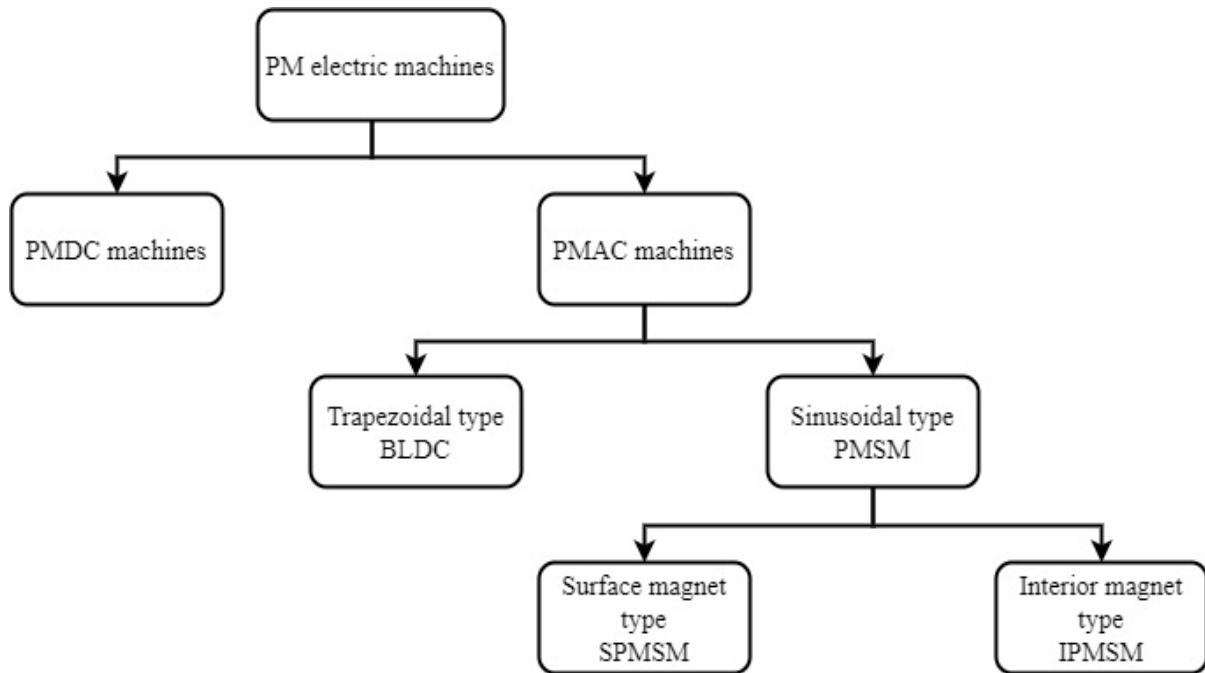 PM electric machines
PMDC machines
PMAC machines
Trapezoidal type
BLDC
Sinusoidal type
PMSM
Surface magnet
type
SPMSM
Interior magnet
type
IPMSM